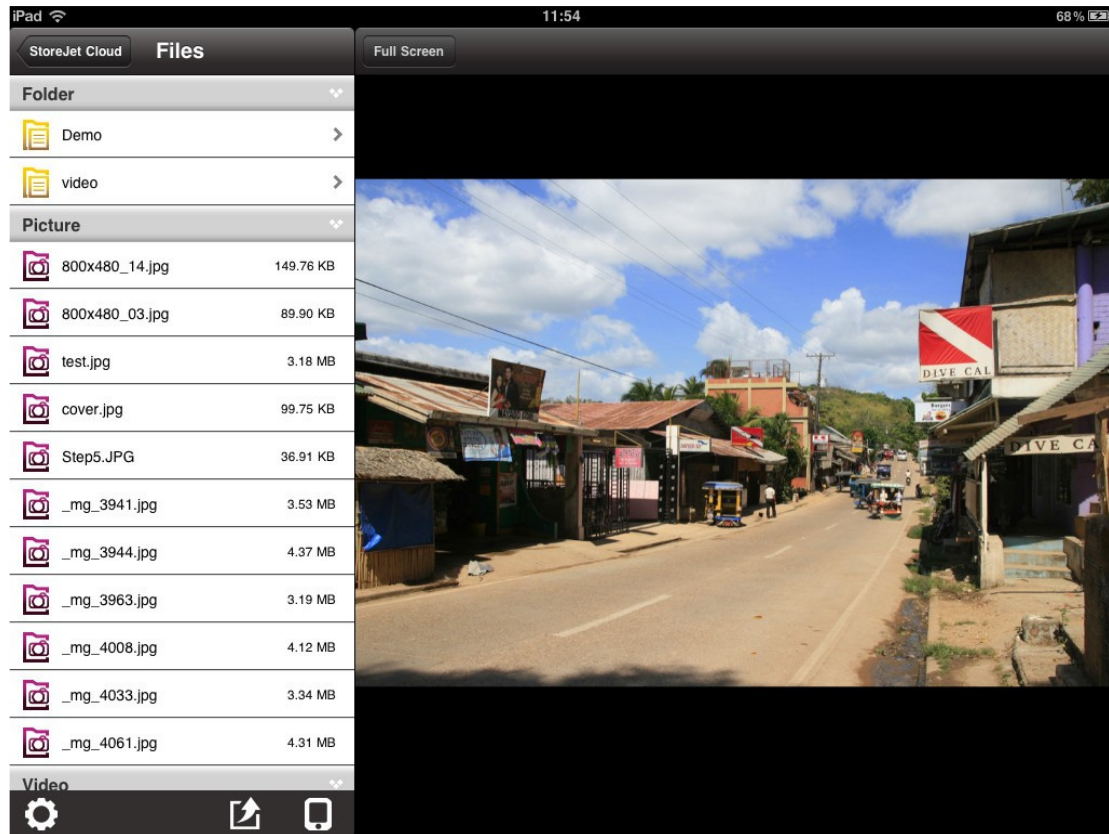 iPad 11:54 68%
StoreJet Cloud Files Full Screen
Folder
Demo
video
Picture
800x480_14.jpg 149.76 KB
800x480_03.jpg 89.90 KB
test.jpg 3.18 MB
cover.jpg 99.75 KB
Step5.JPG 36.91 KB
_mg_3941.jpg 3.53 MB
_mg_3944.jpg 4.37 MB
_mg_3963.jpg 3.19 MB
_mg_4008.jpg 4.12 MB
_mg_4033.jpg 3.34 MB
_mg_4061.jpg 4.31 MB
Video
DIVE CAL
Burgers
DIVE CA